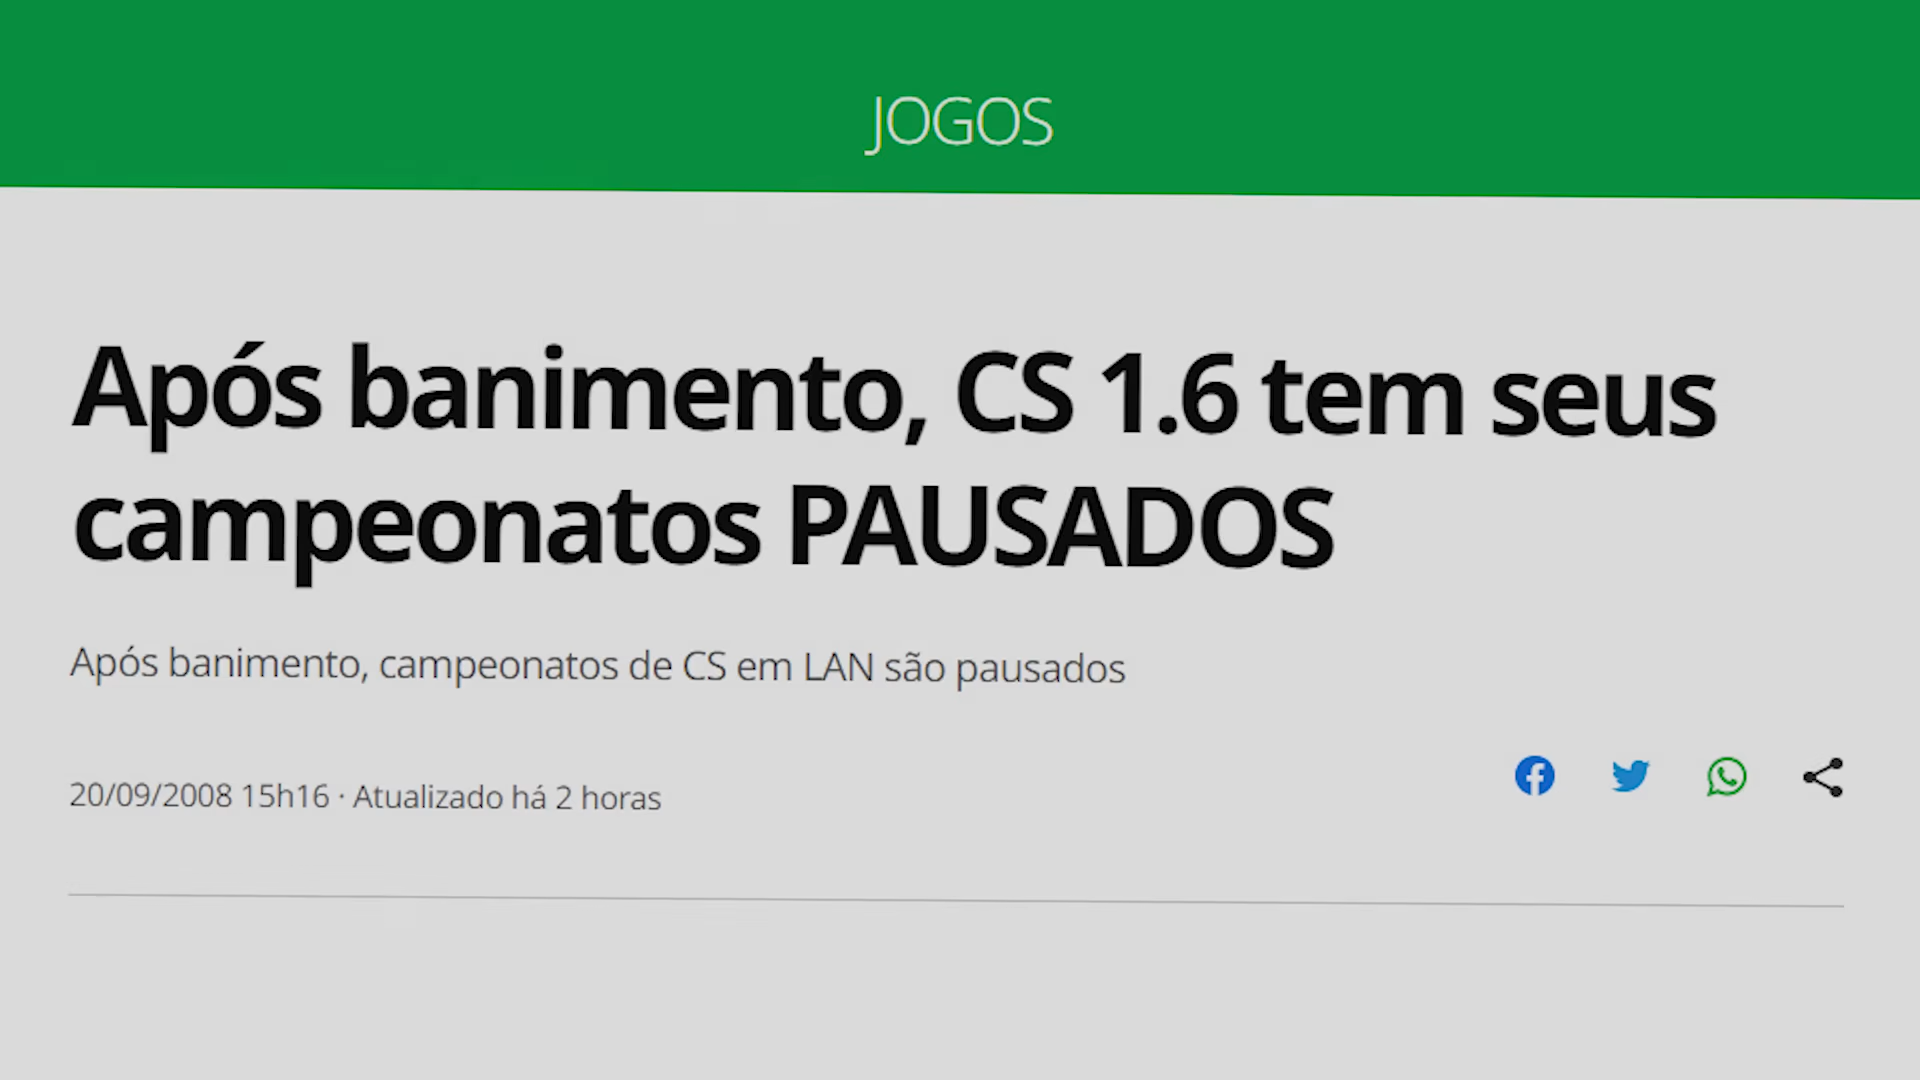 JOGOS
Após banimento, CS 1.6 tem seus
campeonatos PAUSADOS
Após banimento, campeonatos de CS em LAN são pausados
20/09/2008 15h16 · Atualizado há 2 horas